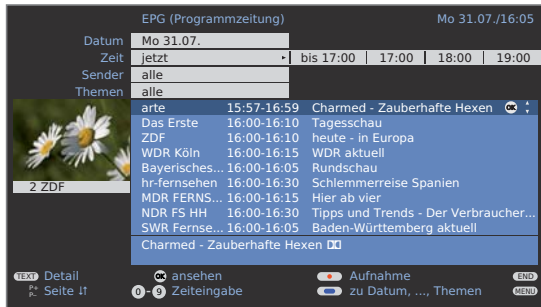 EPG (Programmzeitung) Mo 31.07./16:05
Datum Mo 31.07.
Zeit jetzt bis 17:00 17:00 18:00 19:00
Sender alle
Themen alle
arte 15:57-16:59 Charmed - Zauberhafte Hexen OK
Das Erste 16:00-16:10 Tagesschau
ZDF 16:00-16:10 heute - in Europa
WDR Köln 16:00-16:15 WDR aktuell
Bayerisches... 16:00-16:05 Rundschau
hr-fernsehen 16:00-16:30 Schlemmerreise Spanien
2 ZDF
MDR FERNS... 16:00-16:15 Hier ab vier
NDR FS HH 16:00-16:30 Tipps und Trends - Der Verbraucher...
SWR Fernse... 16:00-16:05 Baden-Württemberg aktuell
Charmed - Zauberhafte Hexen
TEXT Detail OK ansehen Aufnahme END
P+ P- Seite 0-9 Zeiteingabe zu Datum, ..., Themen MENU